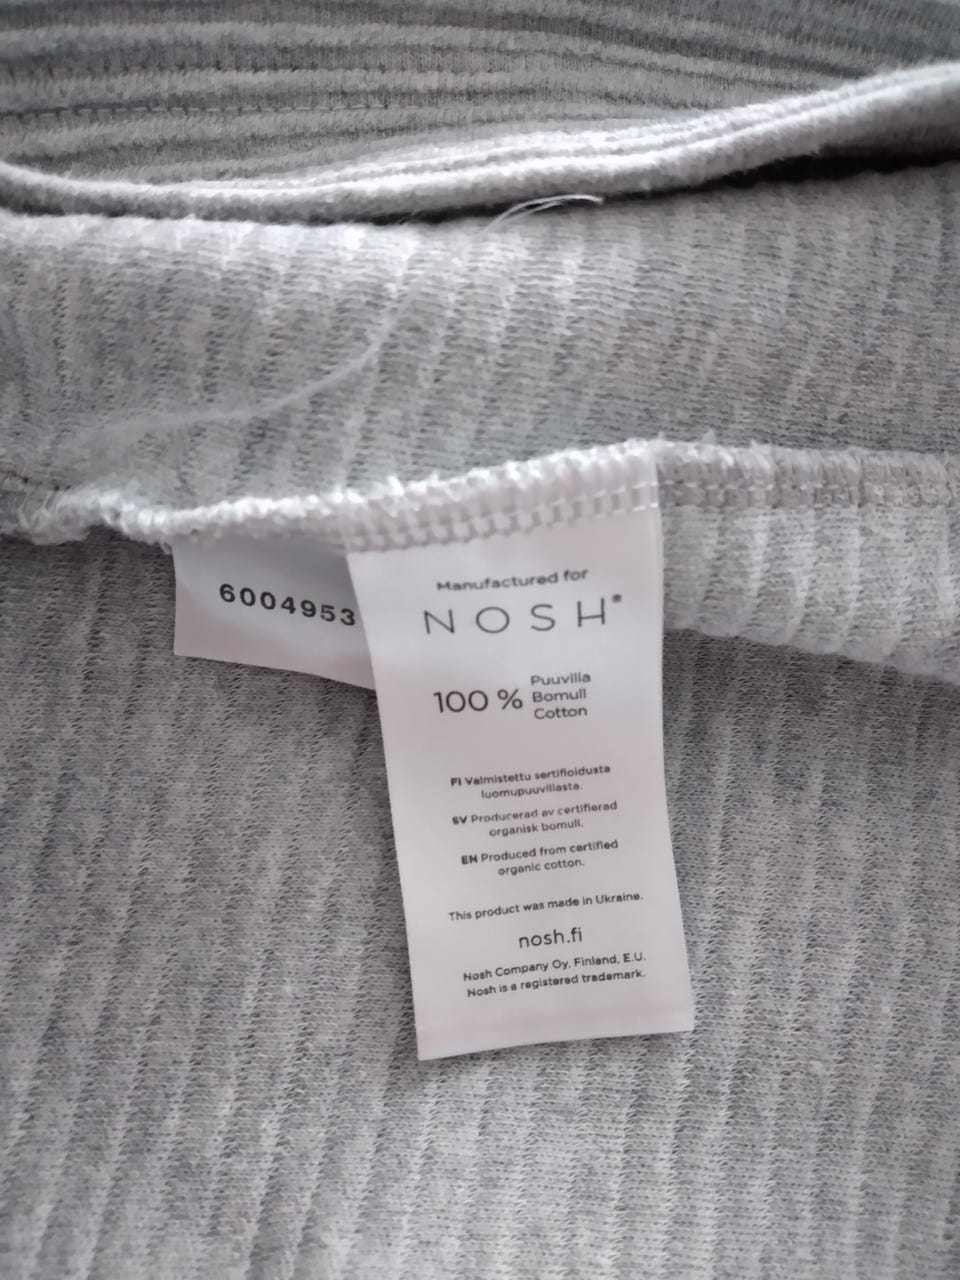 6004953
Manufactured for
NOSH®
100 % Puuvilla
Bomull
Cotton
FI Valmistettu sertifioidusta
luomupuuvillasta.
SV Producerad av certifierad
organisk bomull.
EN Produced from certified
organic cotton.
This product was made in Ukraine.
nosh.fi
Nosh Company Oy, Finland, E.U.
Nosh is a registered trademark.